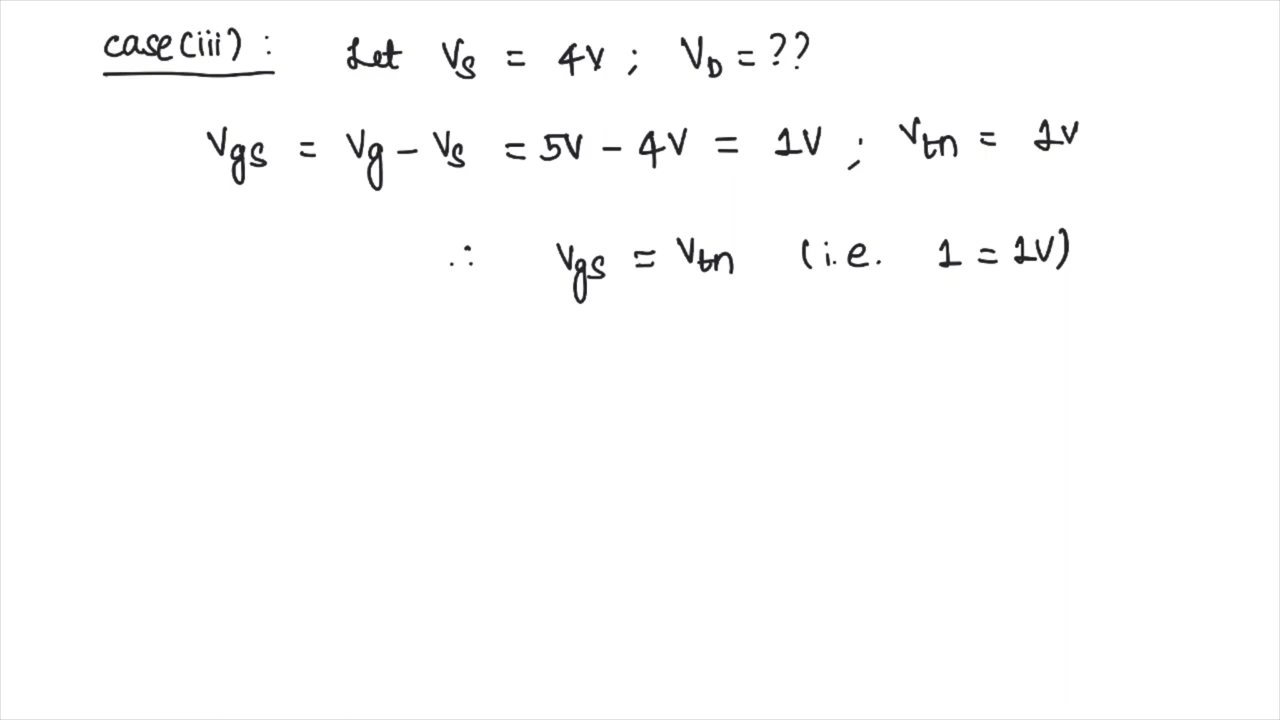 case(iii) : Let Vs = 4V ; VD = ??
Vgs = Vg - Vs = 5V - 4V = 1V ; Vtn = 1V
∴ Vgs = Vtn (i.e. 1 = 1V)